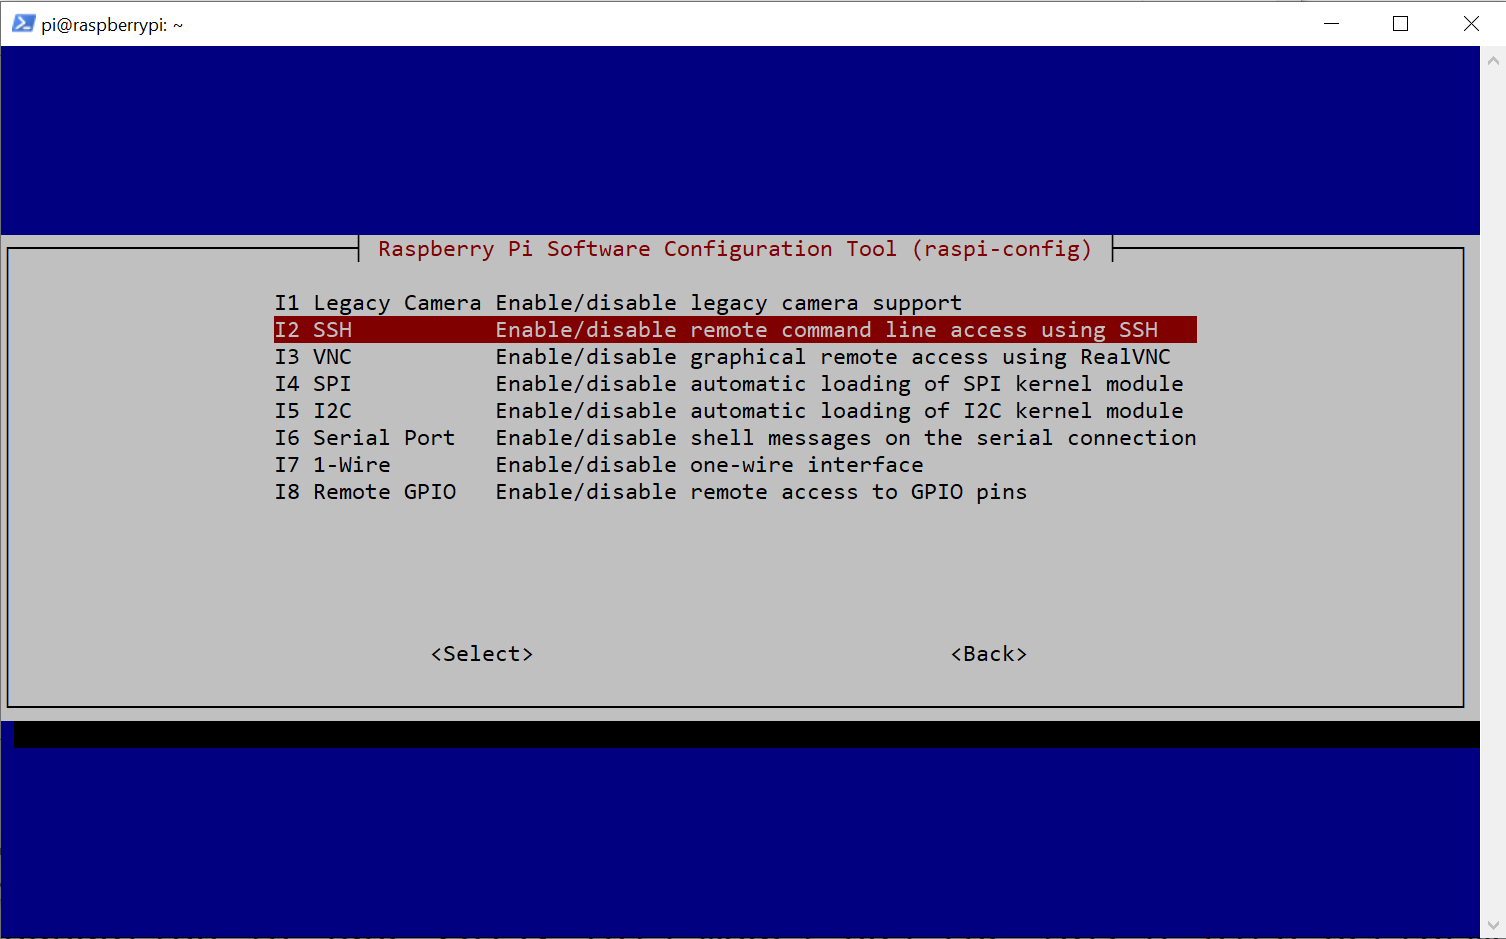 pi@raspberrypi: ~
Raspberry Pi Software Configuration Tool (raspi-config)
I1 Legacy Camera Enable/disable legacy camera support
I2 SSH Enable/disable remote command line access using SSH
I3 VNC Enable/disable graphical remote access using RealVNC
I4 SPI Enable/disable automatic loading of SPI kernel module
I5 I2C Enable/disable automatic loading of I2C kernel module
I6 Serial Port Enable/disable shell messages on the serial connection
I7 1-Wire Enable/disable one-wire interface
I8 Remote GPIO Enable/disable remote access to GPIO pins
<Select> <Back>